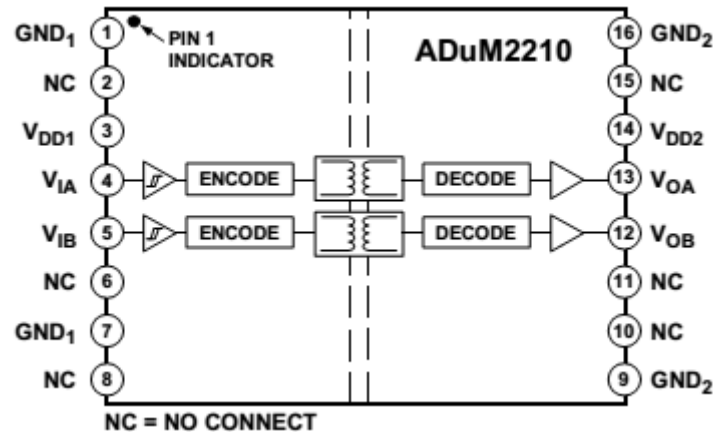 GND1 1 PIN 1 INDICATOR ADuM2210 16 GND2
NC 2 15 NC
VDD1 3 14 VDD2
VIA 4 ENCODE DECODE 13 VOA
VIB 5 ENCODE DECODE 12 VOB
NC 6 11 NC
GND1 7 10 NC
NC 8 9 GND2
NC = NO CONNECT